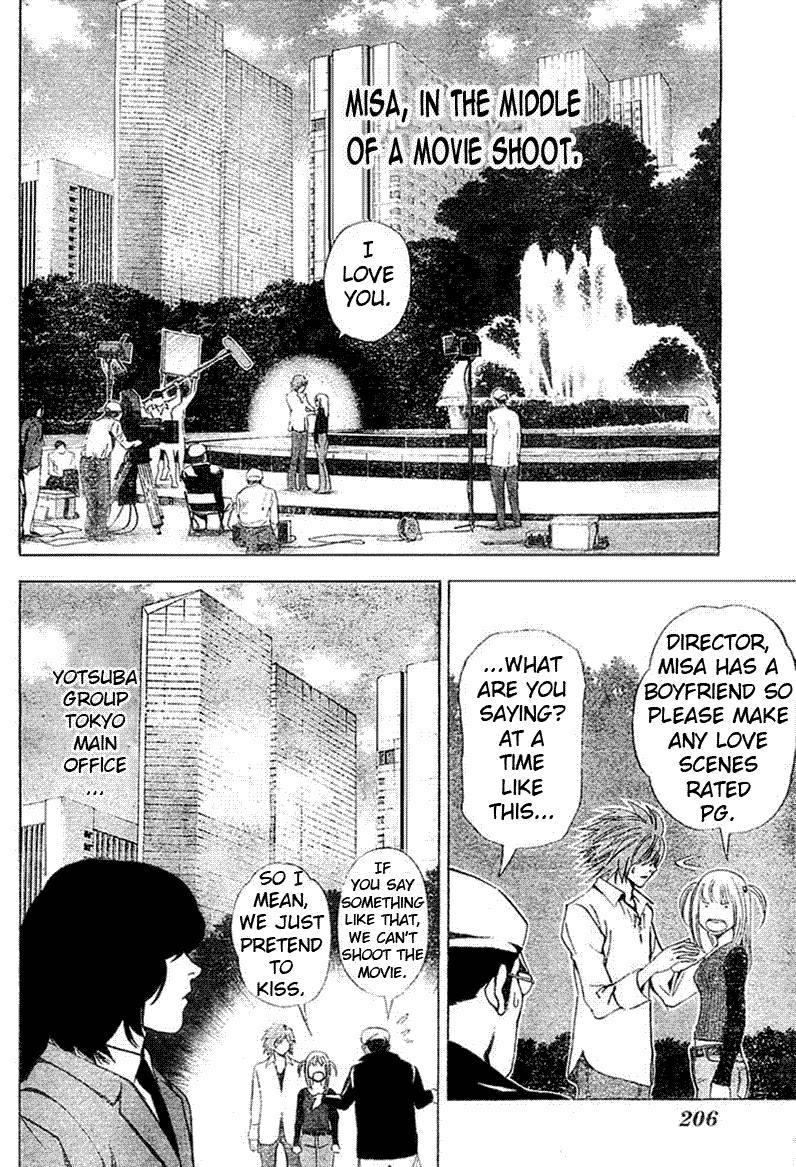 MISA, IN THE MIDDLE
OF A MOVIE SHOOT.
I
LOVE
YOU.
DIRECTOR,
MISA HAS A
BOYFRIEND SO
PLEASE MAKE
ANY LOVE
SCENES
RATED
PG.
...WHAT
ARE YOU
SAYING?
AT A
TIME
LIKE
THIS...
IF
YOU SAY
SOMETHING
LIKE THAT,
WE CAN'T
SHOOT THE
MOVIE.
SO I
MEAN,
WE JUST
PRETEND
TO
KISS.
YOTSUBA
GROUP
TOKYO
MAIN
OFFICE
...
206